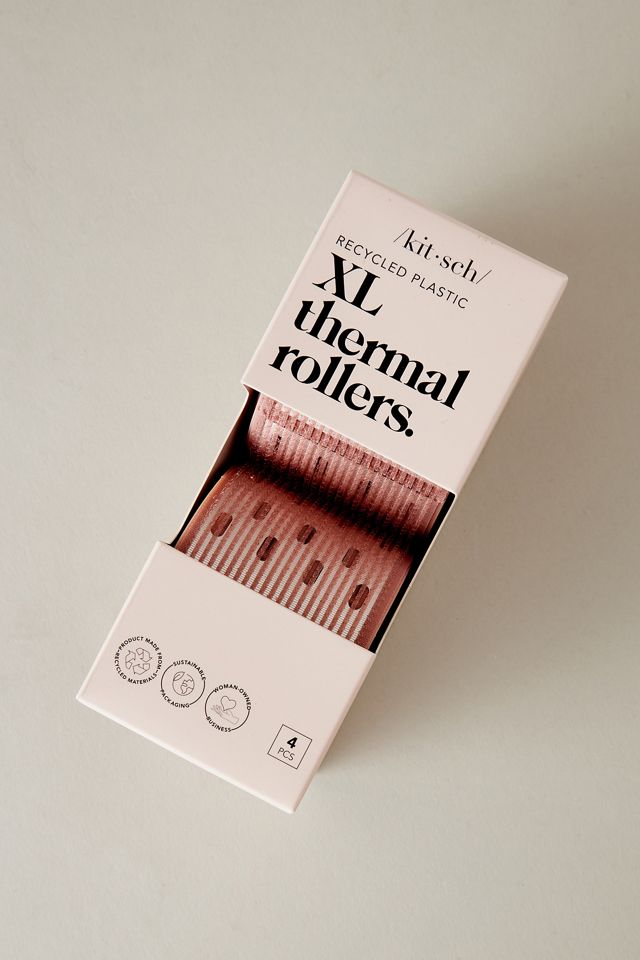 /kit•sch/
RECYCLED PLASTIC
XL
thermal
rollers.
PRODUCT MADE FROM
RECYCLED MATERIALS
SUSTAINABLE
PACKAGING
WOMAN-OWNED
BUSINESS
4
PCS